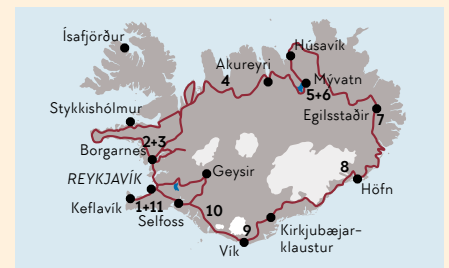 Ísafjörður
Húsavík
Akureyri
Mývatn
4
5+6
Egilsstaðir
Stykkishólmur
7
Borgarnes
2+3
REYKJAVÍK
Geysir
8
Höfn
Keflavík
1+11
Selfoss
10
9
Kirkjubæjar-
klaustur
Vík